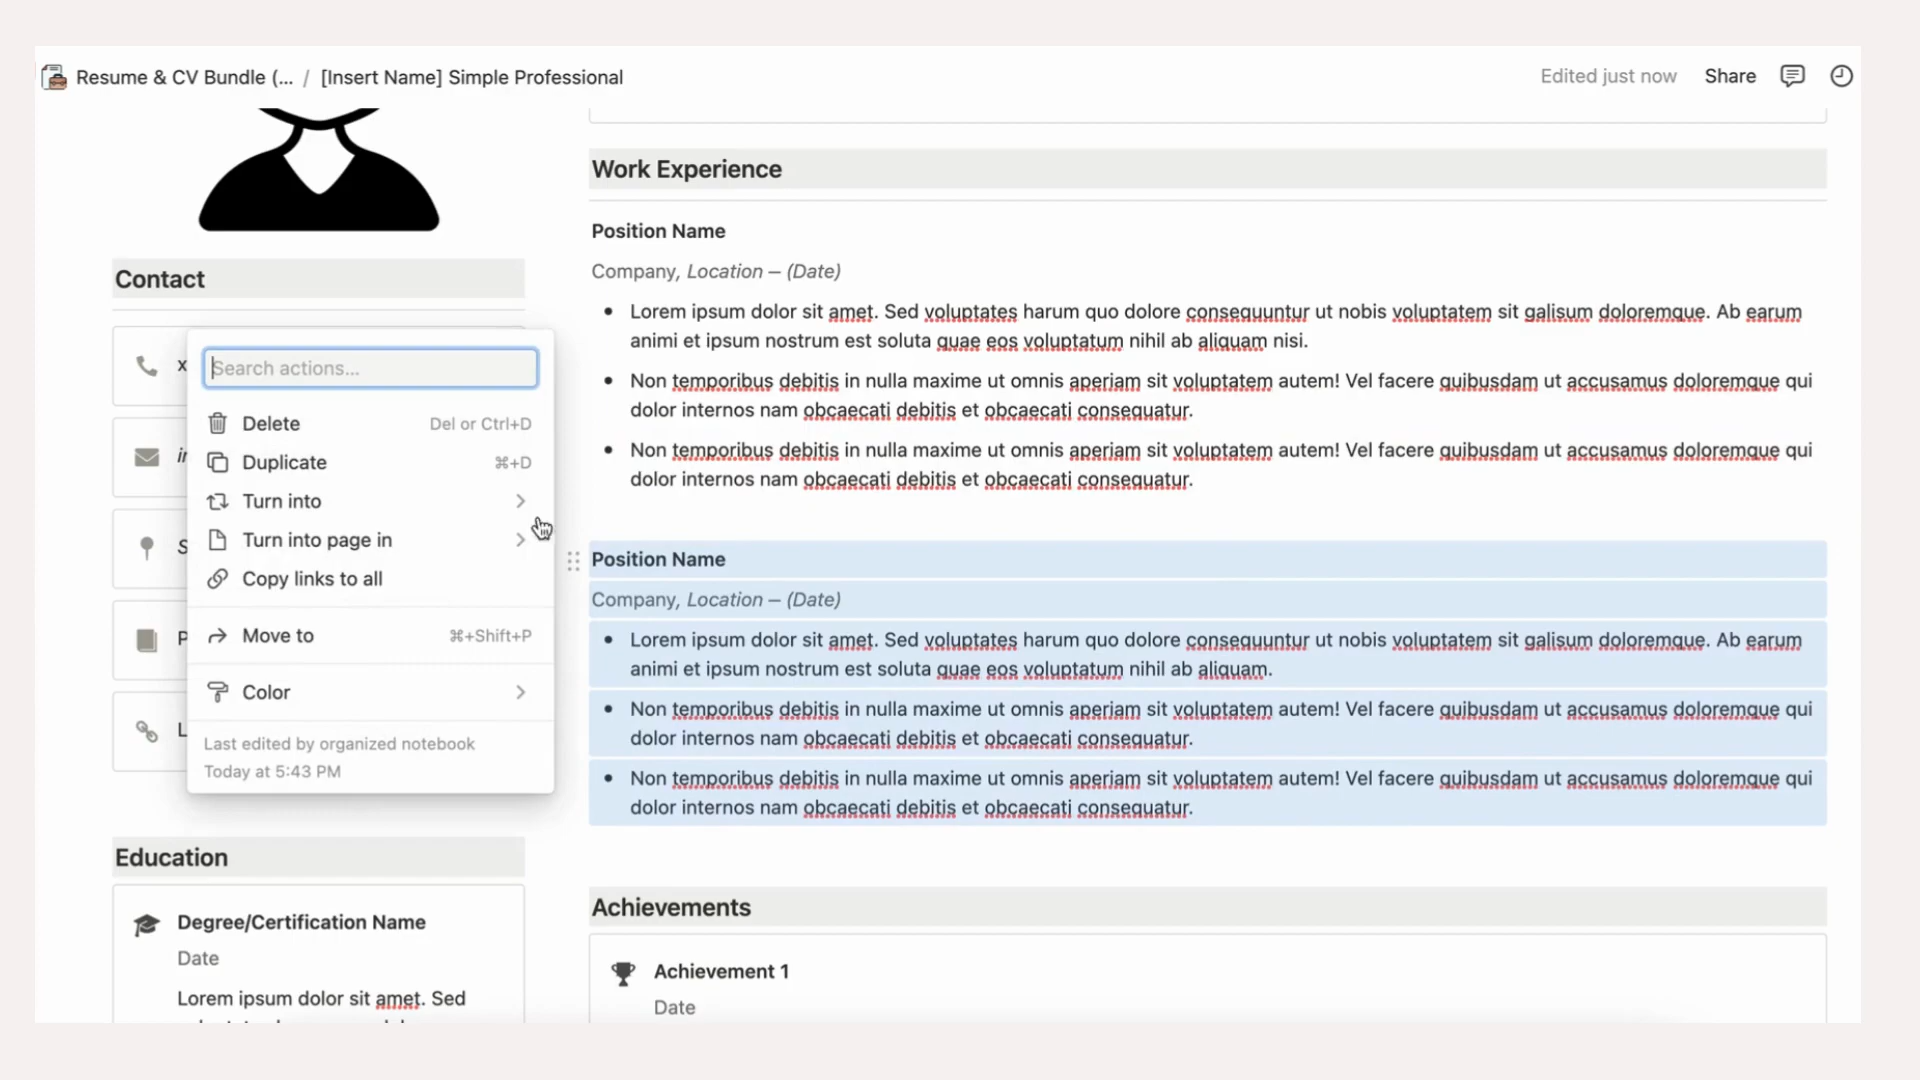 Resume & CV Bundle (... / [Insert Name] Simple Professional
Edited just now Share
Contact
x
Search actions...
Delete Del or Ctrl+D
Duplicate ⌘+D
Turn into
Turn into page in
Copy links to all
Move to ⌘+Shift+P
Color
Last edited by organized notebook
Today at 5:43 PM
Education
Degree/Certification Name
Date
Lorem ipsum dolor sit amet. Sed
Work Experience
Position Name
Company, Location – (Date)
• Lorem ipsum dolor sit amet. Sed voluptates harum quo dolore consequuntur ut nobis voluptatem sit galisum doloremque. Ab earum
animi et ipsum nostrum est soluta quae eos voluptatum nihil ab aliquam nisi.
• Non temporibus debitis in nulla maxime ut omnis aperiam sit voluptatem autem! Vel facere quibusdam ut accusamus doloremque qui
dolor internos nam obcaecati debitis et obcaecati consequatur.
• Non temporibus debitis in nulla maxime ut omnis aperiam sit voluptatem autem! Vel facere quibusdam ut accusamus doloremque qui
dolor internos nam obcaecati debitis et obcaecati consequatur.
Position Name
Company, Location – (Date)
• Lorem ipsum dolor sit amet. Sed voluptates harum quo dolore consequuntur ut nobis voluptatem sit galisum doloremque. Ab earum
animi et ipsum nostrum est soluta quae eos voluptatum nihil ab aliquam.
• Non temporibus debitis in nulla maxime ut omnis aperiam sit voluptatem autem! Vel facere quibusdam ut accusamus doloremque qui
dolor internos nam obcaecati debitis et obcaecati consequatur.
• Non temporibus debitis in nulla maxime ut omnis aperiam sit voluptatem autem! Vel facere quibusdam ut accusamus doloremque qui
dolor internos nam obcaecati debitis et obcaecati consequatur.
Achievements
Achievement 1
Date